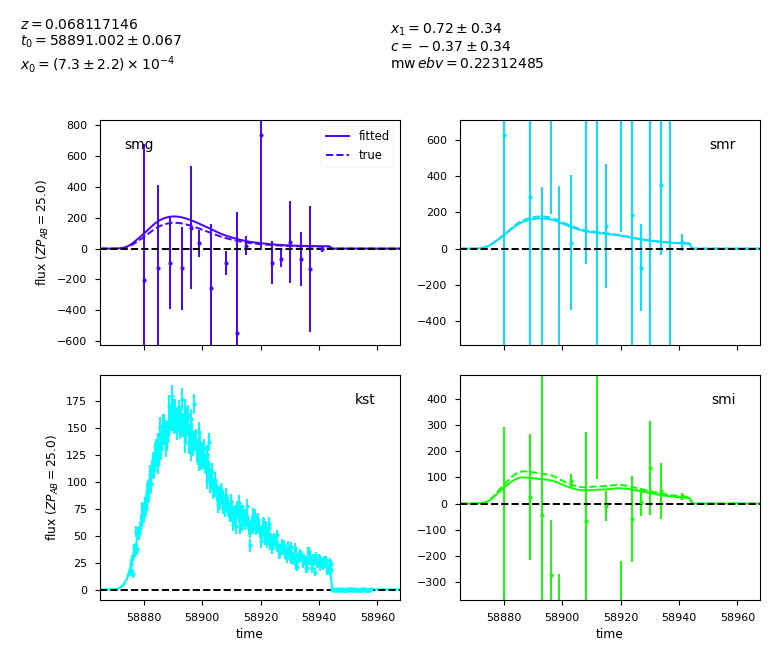 z = 0.068117146
t₀ = 58891.002 ± 0.067
x₀ = (7.3 ± 2.2) × 10⁻⁴
x₁ = 0.72 ± 0.34
c = −0.37 ± 0.34
mw ebv = 0.22312485
smg
fitted
true
800
600
400
200
0
−200
−400
−600
flux (ZP_AB = 25.0)
smr
600
400
200
0
−200
−400
kst
175
150
125
100
75
50
25
0
flux (ZP_AB = 25.0)
58880 58900 58920 58940 58960
time
smi
400
300
200
100
0
−100
−200
−300
58880 58900 58920 58940 58960
time